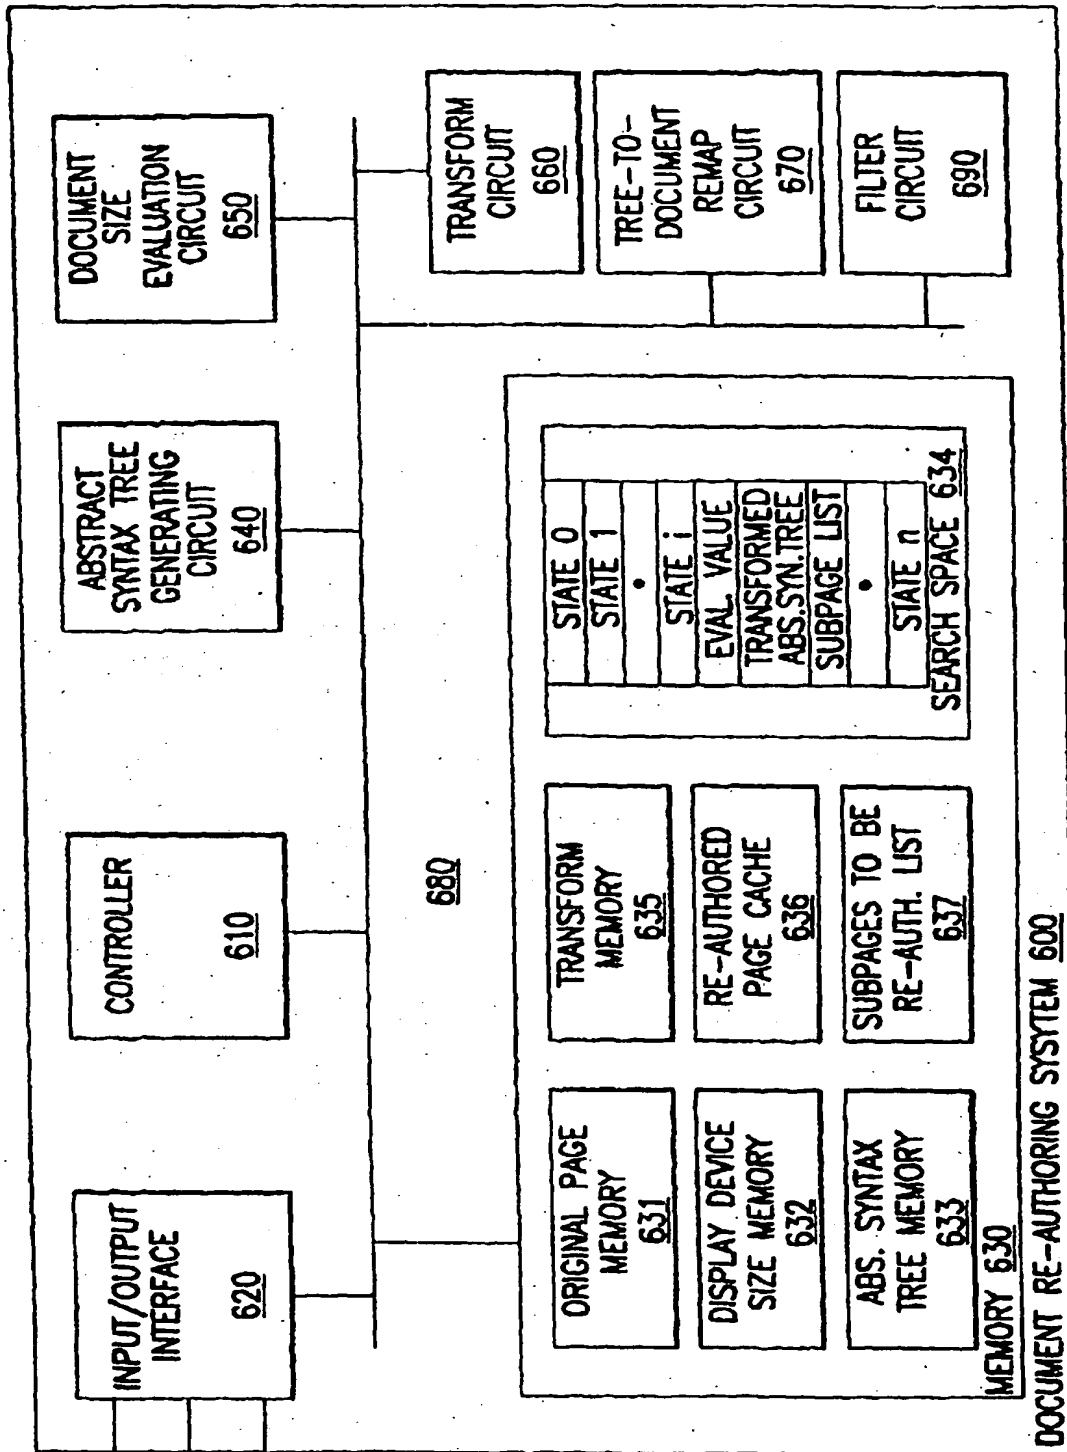 INPUT/OUTPUT
INTERFACE
620
CONTROLLER
610
ABSTRACT
SYNTAX TREE
GENERATING
CIRCUIT
640
DOCUMENT
SIZE
EVALUATION
CIRCUIT
650
680
TRANSFORM
CIRCUIT
660
TREE-TO-
DOCUMENT
REMAP
CIRCUIT
670
FILTER
CIRCUIT
690
ORIGINAL PAGE
MEMORY
631
DISPLAY DEVICE
SIZE MEMORY
632
ABS. SYNTAX
TREE MEMORY
633
TRANSFORM
MEMORY
635
RE-AUTHORED
PAGE CACHE
636
SUBPAGES TO BE
RE-AUTH. LIST
637
STATE 0
STATE 1
•
STATE i
EVAL. VALUE
TRANSFORMED
ABS.SYN.TREE
SUBPAGE LIST
•
STATE n
SEARCH SPACE 634
MEMORY 630
DOCUMENT RE-AUTHORING SYSYTEM 600